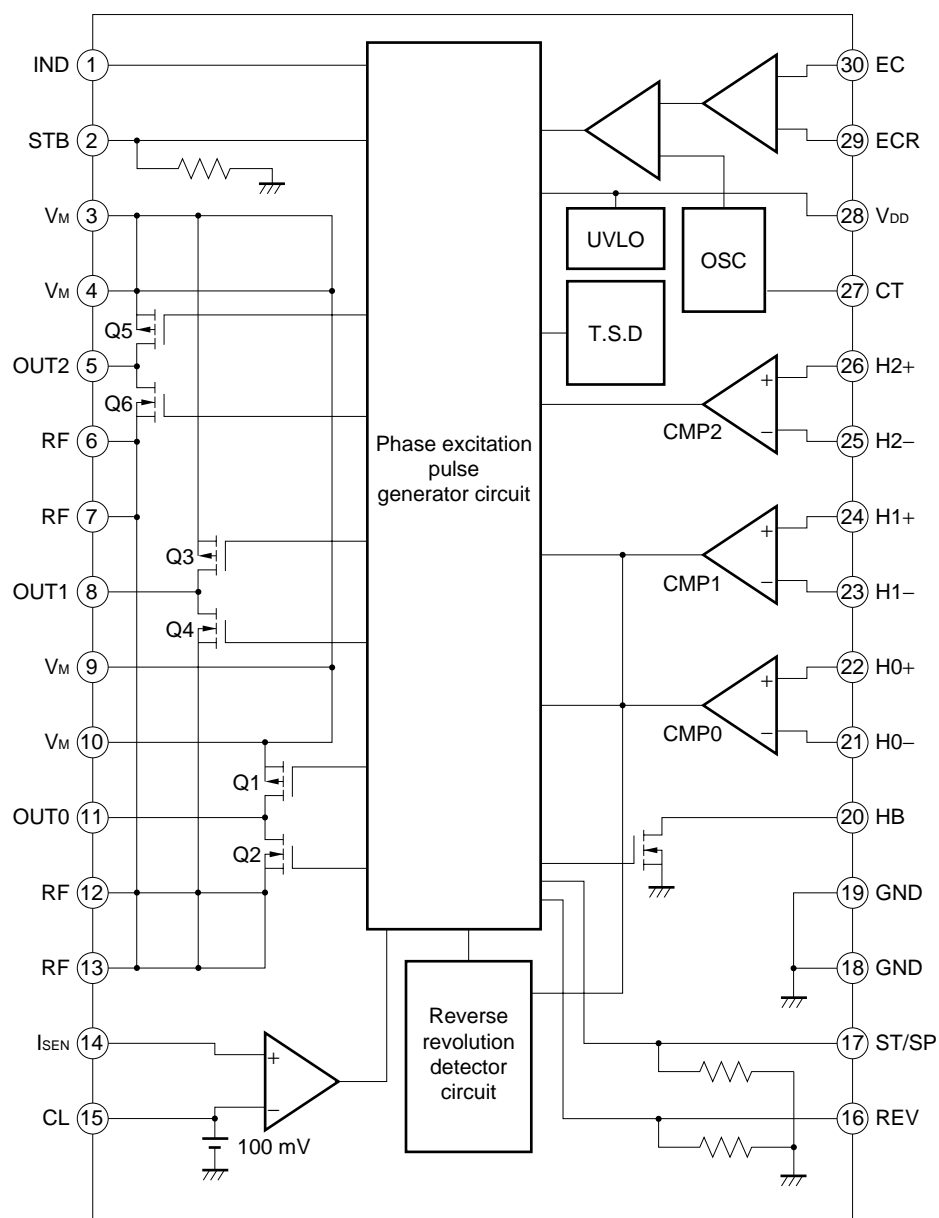 IND 1
STB 2
VM 3
VM 4
OUT2 5
RF 6
RF 7
OUT1 8
VM 9
VM 10
OUT0 11
RF 12
RF 13
ISEN 14
CL 15
Q5
Q6
Q3
Q4
Q1
Q2
100 mV
+
−
Phase excitation
pulse
generator circuit
Reverse
revolution
detector
circuit
UVLO
OSC
T.S.D
CMP2
+
−
CMP1
+
−
CMP0
+
−
30 EC
29 ECR
28 VDD
27 CT
26 H2+
25 H2−
24 H1+
23 H1−
22 H0+
21 H0−
20 HB
19 GND
18 GND
17 ST/SP
16 REV